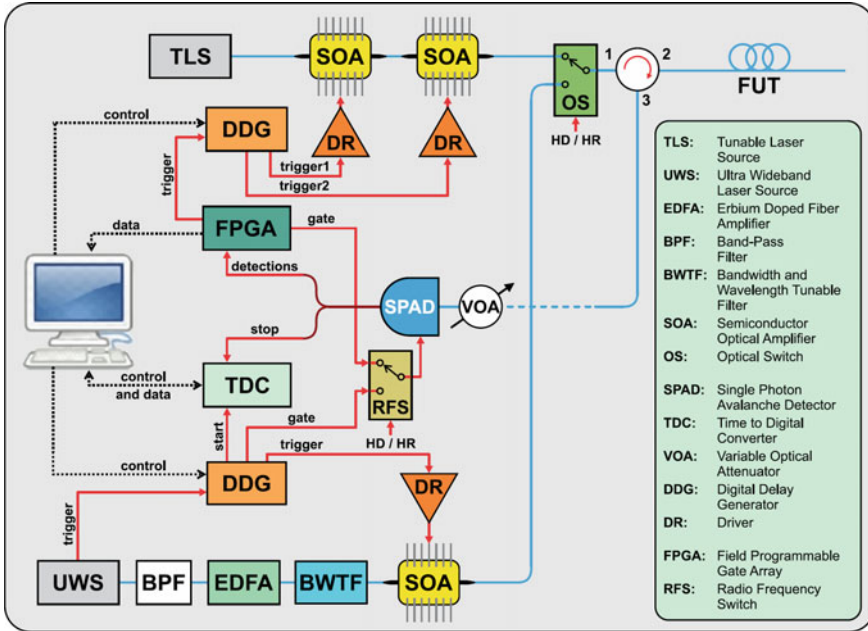 TLS
SOA
SOA
1
2
3
OS
FUT
HD / HR
control
DDG
DR
DR
trigger1
trigger2
trigger
FPGA
gate
data
detections
SPAD
VOA
stop
control
and data
TDC
RFS
gate
HD / HR
start
trigger
control
DDG
DR
trigger
UWS
BPF
EDFA
BWTF
SOA
TLS: Tunable Laser
Source
UWS: Ultra Wideband
Laser Source
EDFA: Erbium Doped Fiber
Amplifier
BPF: Band-Pass
Filter
BWTF: Bandwidth and
Wavelength Tunable
Filter
SOA: Semiconductor
Optical Amplifier
OS: Optical Switch
SPAD: Single Photon
Avalanche Detector
TDC: Time to Digital
Converter
VOA: Variable Optical
Attenuator
DDG: Digital Delay
Generator
DR: Driver
FPGA: Field Programmable
Gate Array
RFS: Radio Frequency
Switch